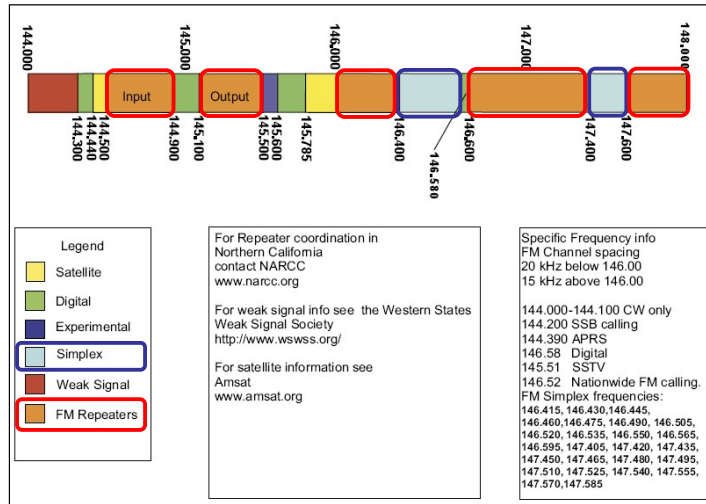 144.000
145.000
146.000
147.000
148.000
Input
Output
144.300
144.440
144.500
144.900
145.100
145.500
145.600
145.785
146.400
146.580
146.600
147.400
147.600
Legend
Satellite
Digital
Experimental
Simplex
Weak Signal
FM Repeaters
For Repeater coordination in
Northern California
contact NARCC
www.narcc.org
For weak signal info see the Western States
Weak Signal Society
http://www.wswss.org/
For satellite information see
Amsat
www.amsat.org
Specific Frequency info
FM Channel spacing
20 kHz below 146.00
15 kHz above 146.00
144.000-144.100 CW only
144.200 SSB calling
144.390 APRS
146.58 Digital
145.51 SSTV
146.52 Nationwide FM calling.
FM Simplex frequencies:
146.415, 146.430,146.445,
146.460,146.475, 146.490, 146.505,
146.520, 146.535, 146.550, 146.565,
146.595, 147.405, 147.420, 147.435,
147.450, 147.465, 147.480, 147.495,
147.510, 147.525, 147.540, 147.555,
147.570,147.585